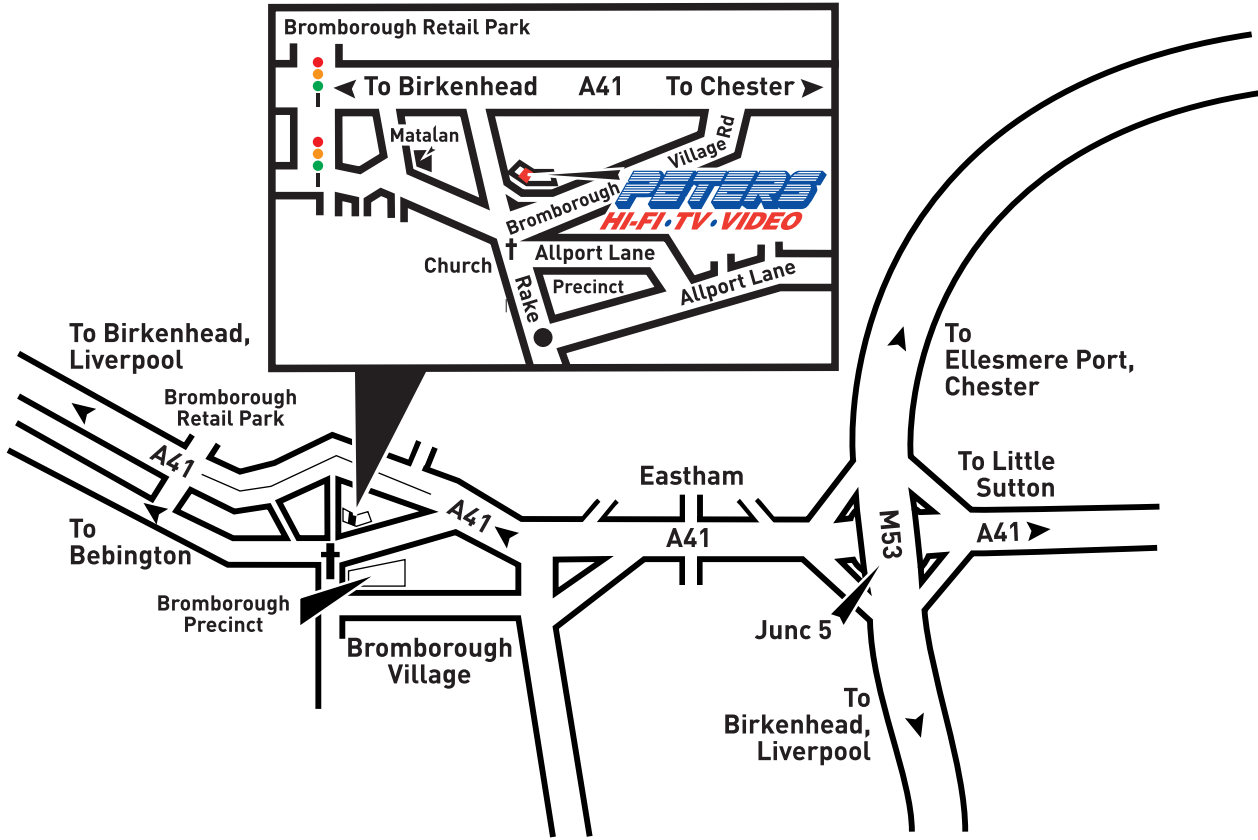 Bromborough Retail Park
To Birkenhead A41 To Chester
Matalan
Bromborough Village Rd
PETERS
HI-FI • TV • VIDEO
Church
Allport Lane
Rake
Precinct
Allport Lane
To Birkenhead,
Liverpool
Bromborough
Retail Park
A41
To
Ellesmere Port,
Chester
Eastham
To Little
Sutton
A41
A41
M53
A41
To
Bebington
Bromborough
Precinct
Junc 5
Bromborough
Village
To
Birkenhead,
Liverpool